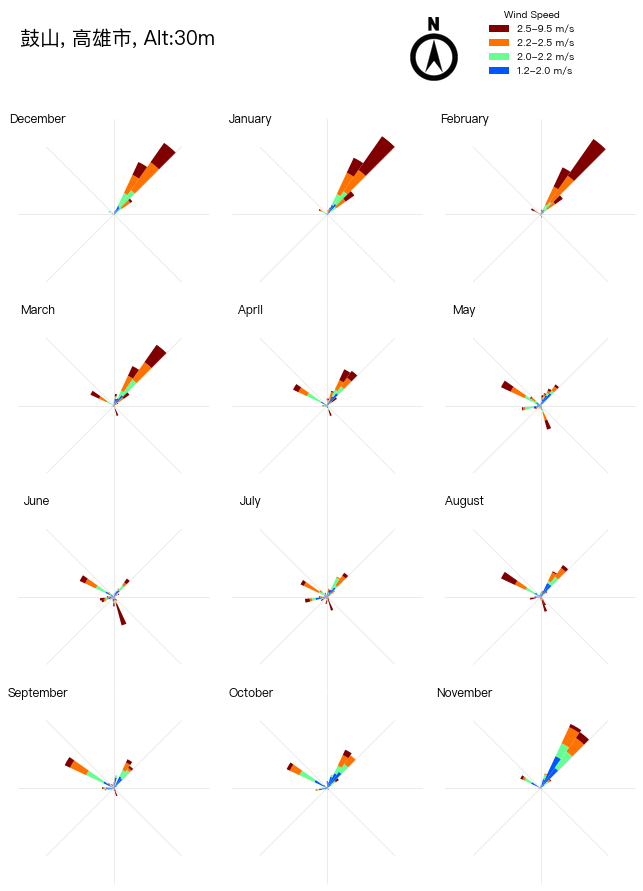 鼓山, 高雄市, Alt:30m
N
Wind Speed
2.5-9.5 m/s
2.2-2.5 m/s
2.0-2.2 m/s
1.2-2.0 m/s
December
January
February
March
April
May
June
July
August
September
October
November